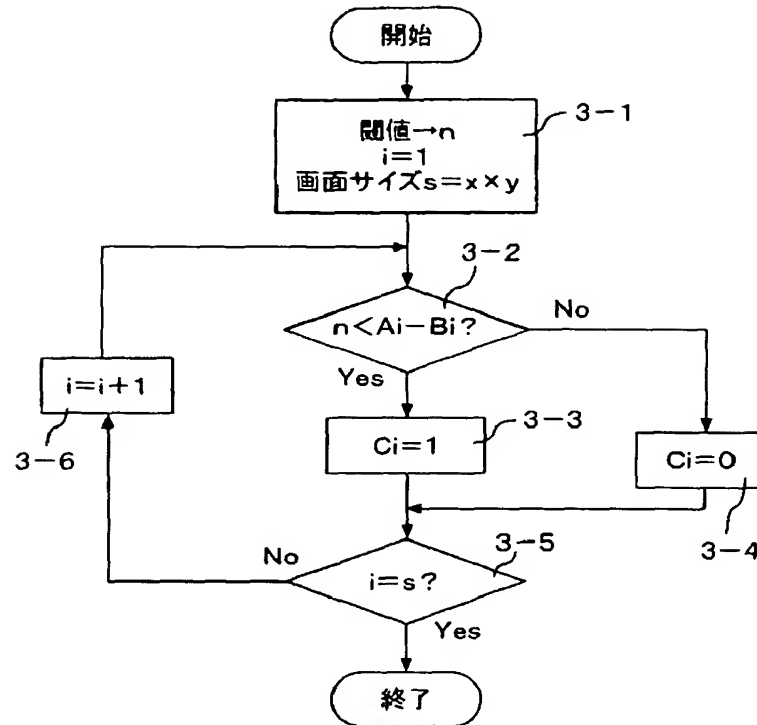 開始
閾値→n
i=1
画面サイズs=x×y
3-1
3-2
n<Ai-Bi?
No
Yes
i=i+1
3-6
Ci=1
3-3
Ci=0
3-4
No
3-5
i=s?
Yes
終了